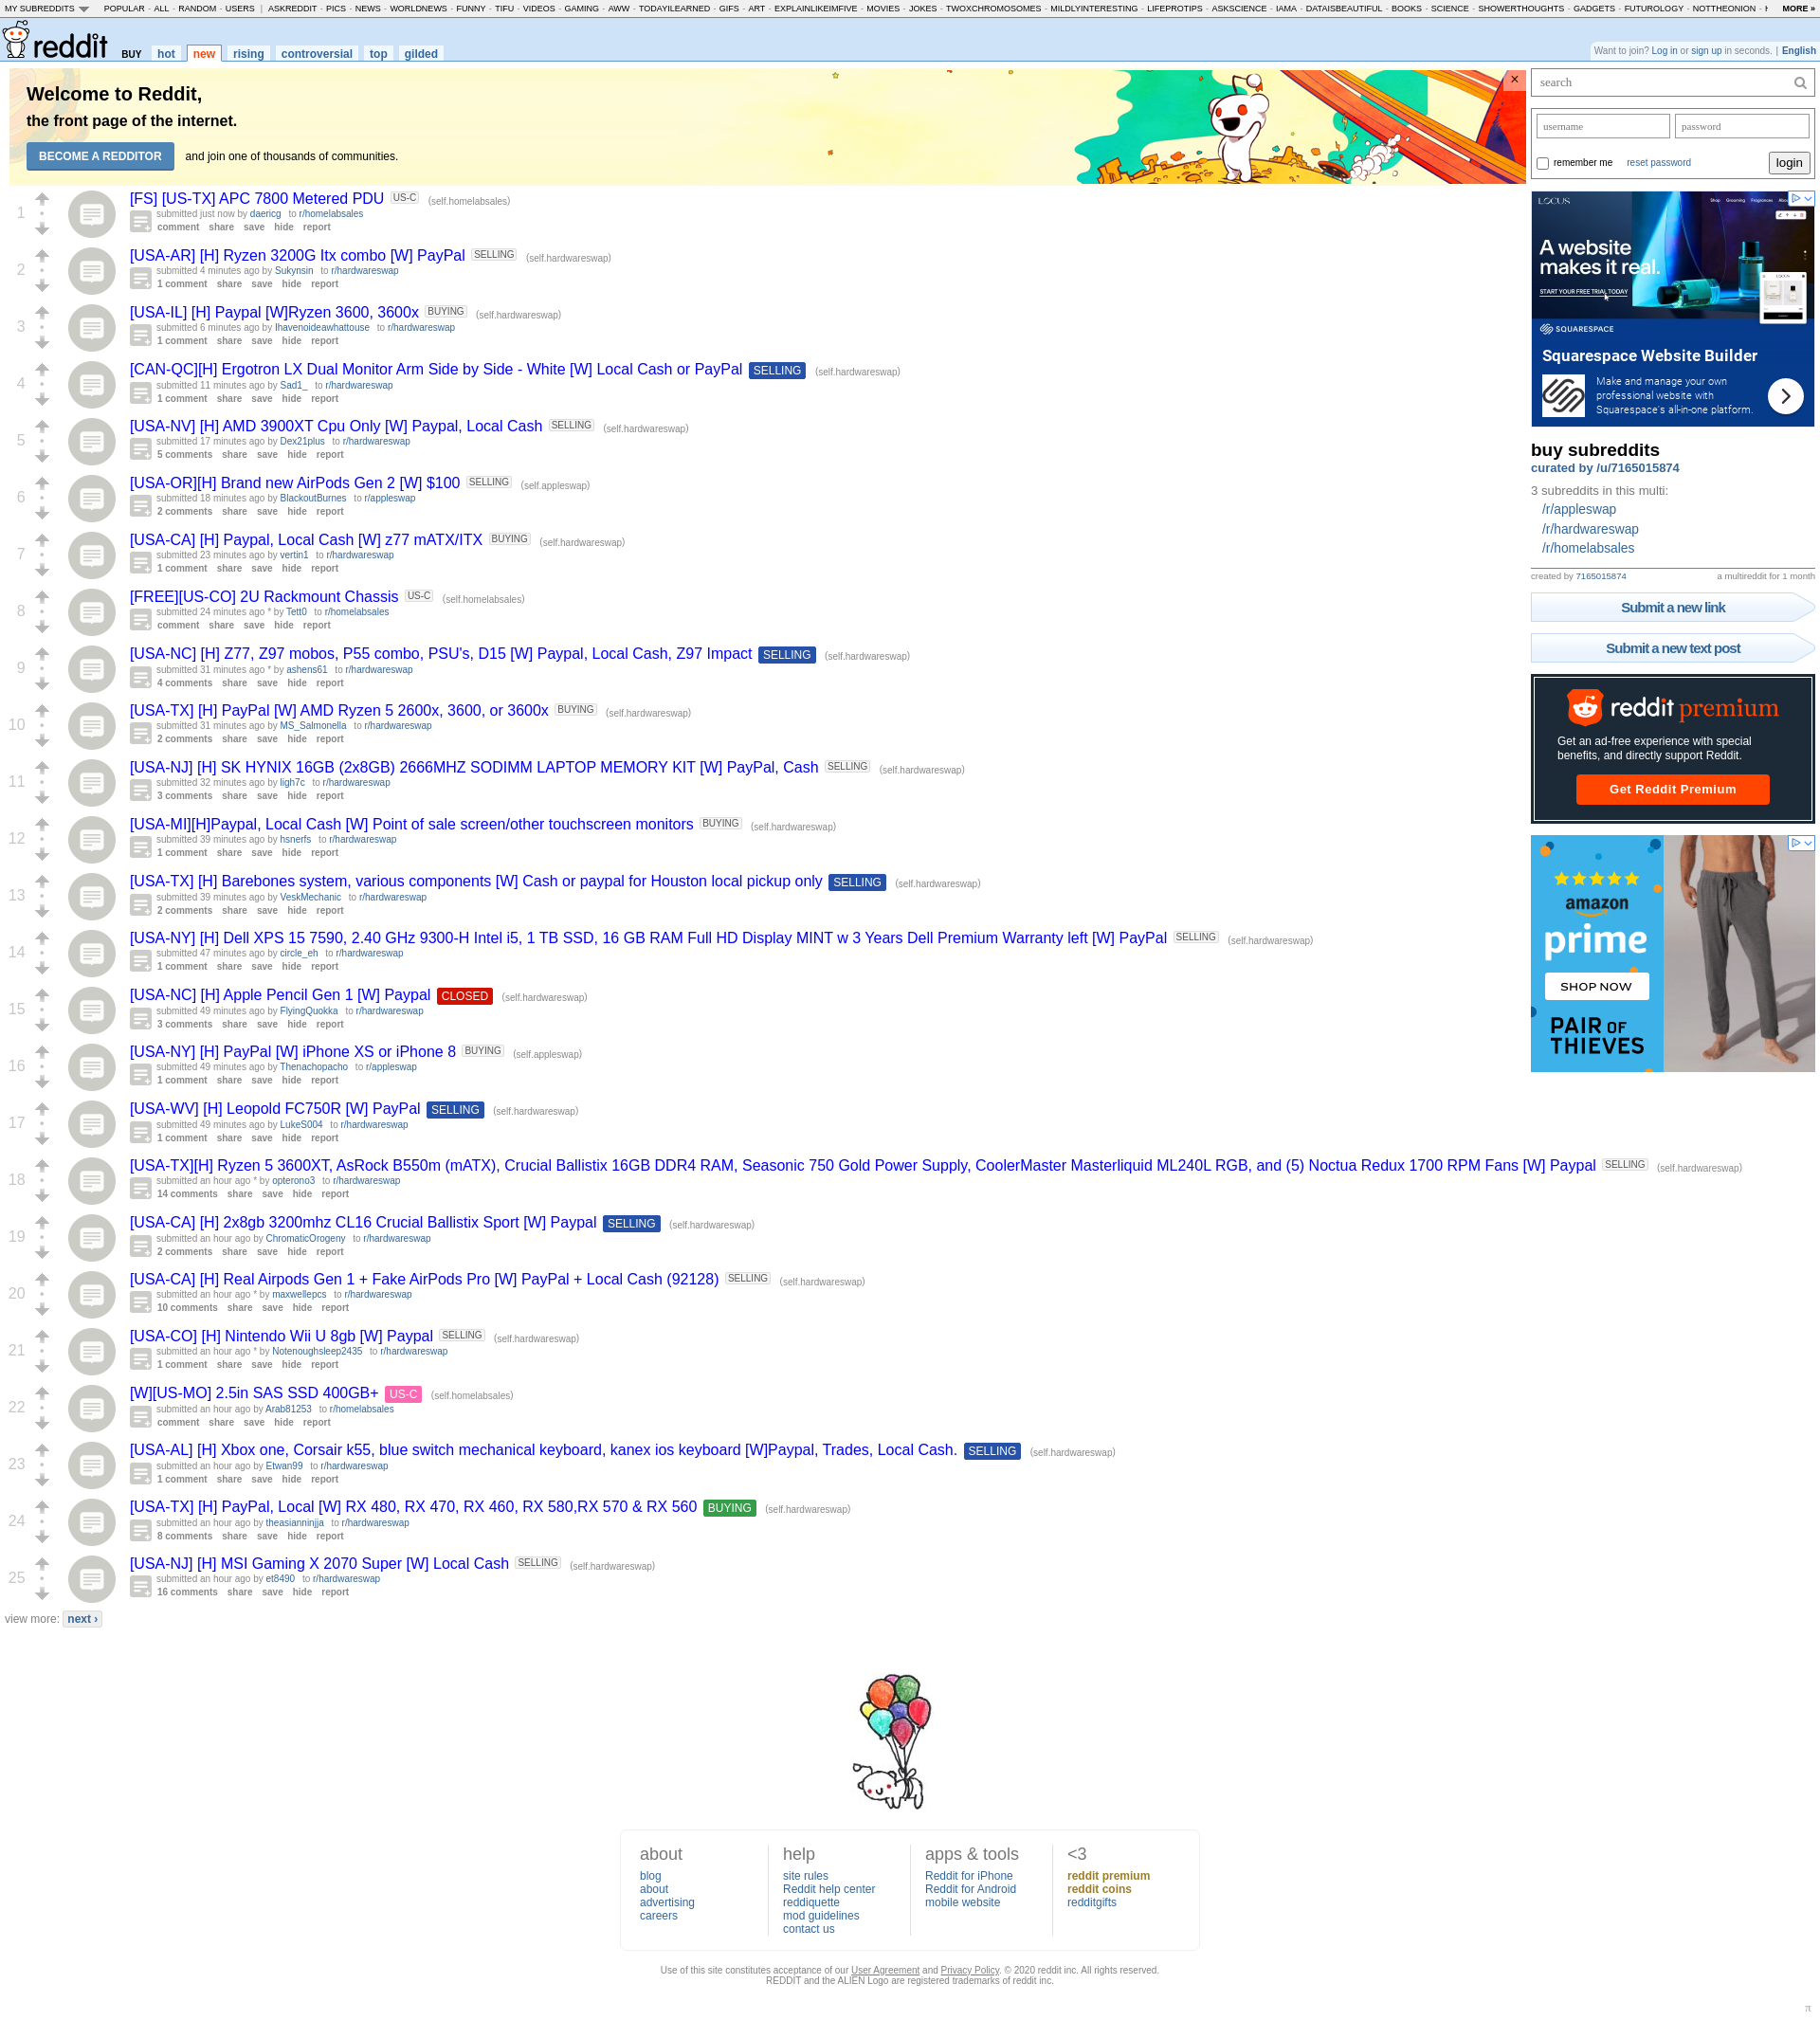 MY SUBREDDITS POPULAR - ALL - RANDOM - USERS | ASKREDDIT - PICS - NEWS - WORLDNEWS - FUNNY - TIFU - VIDEOS - GAMING - AWW - TODAYILEARNED - GIFS - ART - EXPLAINLIKEIMFIVE - MOVIES - JOKES - TWOXCHROMOSOMES - MILDLYINTERESTING - LIFEPROTIPS - ASKSCIENCE - IAMA - DATAISBEAUTIFUL - BOOKS - SCIENCE - SHOWERTHOUGHTS - GADGETS - FUTUROLOGY - NOTTHEONION - MORE »
reddit BUY hot new rising controversial top gilded
Want to join? Log in or sign up in seconds. | English
Welcome to Reddit,
the front page of the internet.
BECOME A REDDITOR and join one of thousands of communities.
×
1
[FS] [US-TX] APC 7800 Metered PDU US-C (self.homelabsales)
submitted just now by daericg to r/homelabsales
comment share save hide report
2
[USA-AR] [H] Ryzen 3200G Itx combo [W] PayPal SELLING (self.hardwareswap)
submitted 4 minutes ago by Sukynsin to r/hardwareswap
1 comment share save hide report
3
[USA-IL] [H] Paypal [W]Ryzen 3600, 3600x BUYING (self.hardwareswap)
submitted 6 minutes ago by Ihavenoideawhattouse to r/hardwareswap
1 comment share save hide report
4
[CAN-QC][H] Ergotron LX Dual Monitor Arm Side by Side - White [W] Local Cash or PayPal SELLING (self.hardwareswap)
submitted 11 minutes ago by Sad1_ to r/hardwareswap
1 comment share save hide report
5
[USA-NV] [H] AMD 3900XT Cpu Only [W] Paypal, Local Cash SELLING (self.hardwareswap)
submitted 17 minutes ago by Dex21plus to r/hardwareswap
5 comments share save hide report
6
[USA-OR][H] Brand new AirPods Gen 2 [W] $100 SELLING (self.appleswap)
submitted 18 minutes ago by BlackoutBurnes to r/appleswap
2 comments share save hide report
7
[USA-CA] [H] Paypal, Local Cash [W] z77 mATX/ITX BUYING (self.hardwareswap)
submitted 23 minutes ago by vertin1 to r/hardwareswap
1 comment share save hide report
8
[FREE][US-CO] 2U Rackmount Chassis US-C (self.homelabsales)
submitted 24 minutes ago * by Tett0 to r/homelabsales
comment share save hide report
9
[USA-NC] [H] Z77, Z97 mobos, P55 combo, PSU's, D15 [W] Paypal, Local Cash, Z97 Impact SELLING (self.hardwareswap)
submitted 31 minutes ago * by ashens61 to r/hardwareswap
4 comments share save hide report
10
[USA-TX] [H] PayPal [W] AMD Ryzen 5 2600x, 3600, or 3600x BUYING (self.hardwareswap)
submitted 31 minutes ago by MS_Salmonella to r/hardwareswap
2 comments share save hide report
11
[USA-NJ] [H] SK HYNIX 16GB (2x8GB) 2666MHZ SODIMM LAPTOP MEMORY KIT [W] PayPal, Cash SELLING (self.hardwareswap)
submitted 32 minutes ago by ligh7c to r/hardwareswap
3 comments share save hide report
12
[USA-MI][H]Paypal, Local Cash [W] Point of sale screen/other touchscreen monitors BUYING (self.hardwareswap)
submitted 39 minutes ago by hsnerfs to r/hardwareswap
1 comment share save hide report
13
[USA-TX] [H] Barebones system, various components [W] Cash or paypal for Houston local pickup only SELLING (self.hardwareswap)
submitted 39 minutes ago by VeskMechanic to r/hardwareswap
2 comments share save hide report
14
[USA-NY] [H] Dell XPS 15 7590, 2.40 GHz 9300-H Intel i5, 1 TB SSD, 16 GB RAM Full HD Display MINT w 3 Years Dell Premium Warranty left [W] PayPal SELLING (self.hardwareswap)
submitted 47 minutes ago by circle_eh to r/hardwareswap
1 comment share save hide report
15
[USA-NC] [H] Apple Pencil Gen 1 [W] Paypal CLOSED (self.hardwareswap)
submitted 49 minutes ago by FlyingQuokka to r/hardwareswap
3 comments share save hide report
16
[USA-NY] [H] PayPal [W] iPhone XS or iPhone 8 BUYING (self.appleswap)
submitted 49 minutes ago by Thenachopacho to r/appleswap
1 comment share save hide report
17
[USA-WV] [H] Leopold FC750R [W] PayPal SELLING (self.hardwareswap)
submitted 49 minutes ago by LukeS004 to r/hardwareswap
1 comment share save hide report
18
[USA-TX][H] Ryzen 5 3600XT, AsRock B550m (mATX), Crucial Ballistix 16GB DDR4 RAM, Seasonic 750 Gold Power Supply, CoolerMaster Masterliquid ML240L RGB, and (5) Noctua Redux 1700 RPM Fans [W] Paypal SELLING (self.hardwareswap)
submitted an hour ago * by opterono3 to r/hardwareswap
14 comments share save hide report
19
[USA-CA] [H] 2x8gb 3200mhz CL16 Crucial Ballistix Sport [W] Paypal SELLING (self.hardwareswap)
submitted an hour ago by ChromaticOrogeny to r/hardwareswap
2 comments share save hide report
20
[USA-CA] [H] Real Airpods Gen 1 + Fake AirPods Pro [W] PayPal + Local Cash (92128) SELLING (self.hardwareswap)
submitted an hour ago * by maxwellepcs to r/hardwareswap
10 comments share save hide report
21
[USA-CO] [H] Nintendo Wii U 8gb [W] Paypal SELLING (self.hardwareswap)
submitted an hour ago * by Notenoughsleep2435 to r/hardwareswap
1 comment share save hide report
22
[W][US-MO] 2.5in SAS SSD 400GB+ US-C (self.homelabsales)
submitted an hour ago by Arab81253 to r/homelabsales
comment share save hide report
23
[USA-AL] [H] Xbox one, Corsair k55, blue switch mechanical keyboard, kanex ios keyboard [W]Paypal, Trades, Local Cash. SELLING (self.hardwareswap)
submitted an hour ago by Etwan99 to r/hardwareswap
1 comment share save hide report
24
[USA-TX] [H] PayPal, Local [W] RX 480, RX 470, RX 460, RX 580,RX 570 & RX 560 BUYING (self.hardwareswap)
submitted an hour ago by theasianninjja to r/hardwareswap
8 comments share save hide report
25
[USA-NJ] [H] MSI Gaming X 2070 Super [W] Local Cash SELLING (self.hardwareswap)
submitted an hour ago by et8490 to r/hardwareswap
16 comments share save hide report
view more: next ›
search
username password
remember me reset password login
LOCUS
A website
makes it real.
START YOUR FREE TRIAL TODAY
SQUARESPACE
Squarespace Website Builder
Make and manage your own
professional website with
Squarespace's all-in-one platform.
buy subreddits
curated by /u/7165015874
3 subreddits in this multi:
/r/appleswap
/r/hardwareswap
/r/homelabsales
created by 7165015874 a multireddit for 1 month
Submit a new link
Submit a new text post
reddit premium
Get an ad-free experience with special
benefits, and directly support Reddit.
Get Reddit Premium
amazon
prime
SHOP NOW
PAIR OF
THIEVES
about
blog
about
advertising
careers
help
site rules
Reddit help center
reddiquette
mod guidelines
contact us
apps & tools
Reddit for iPhone
Reddit for Android
mobile website
<3
reddit premium
reddit coins
redditgifts
Use of this site constitutes acceptance of our User Agreement and Privacy Policy. © 2020 reddit inc. All rights reserved.
REDDIT and the ALIEN Logo are registered trademarks of reddit inc.
π